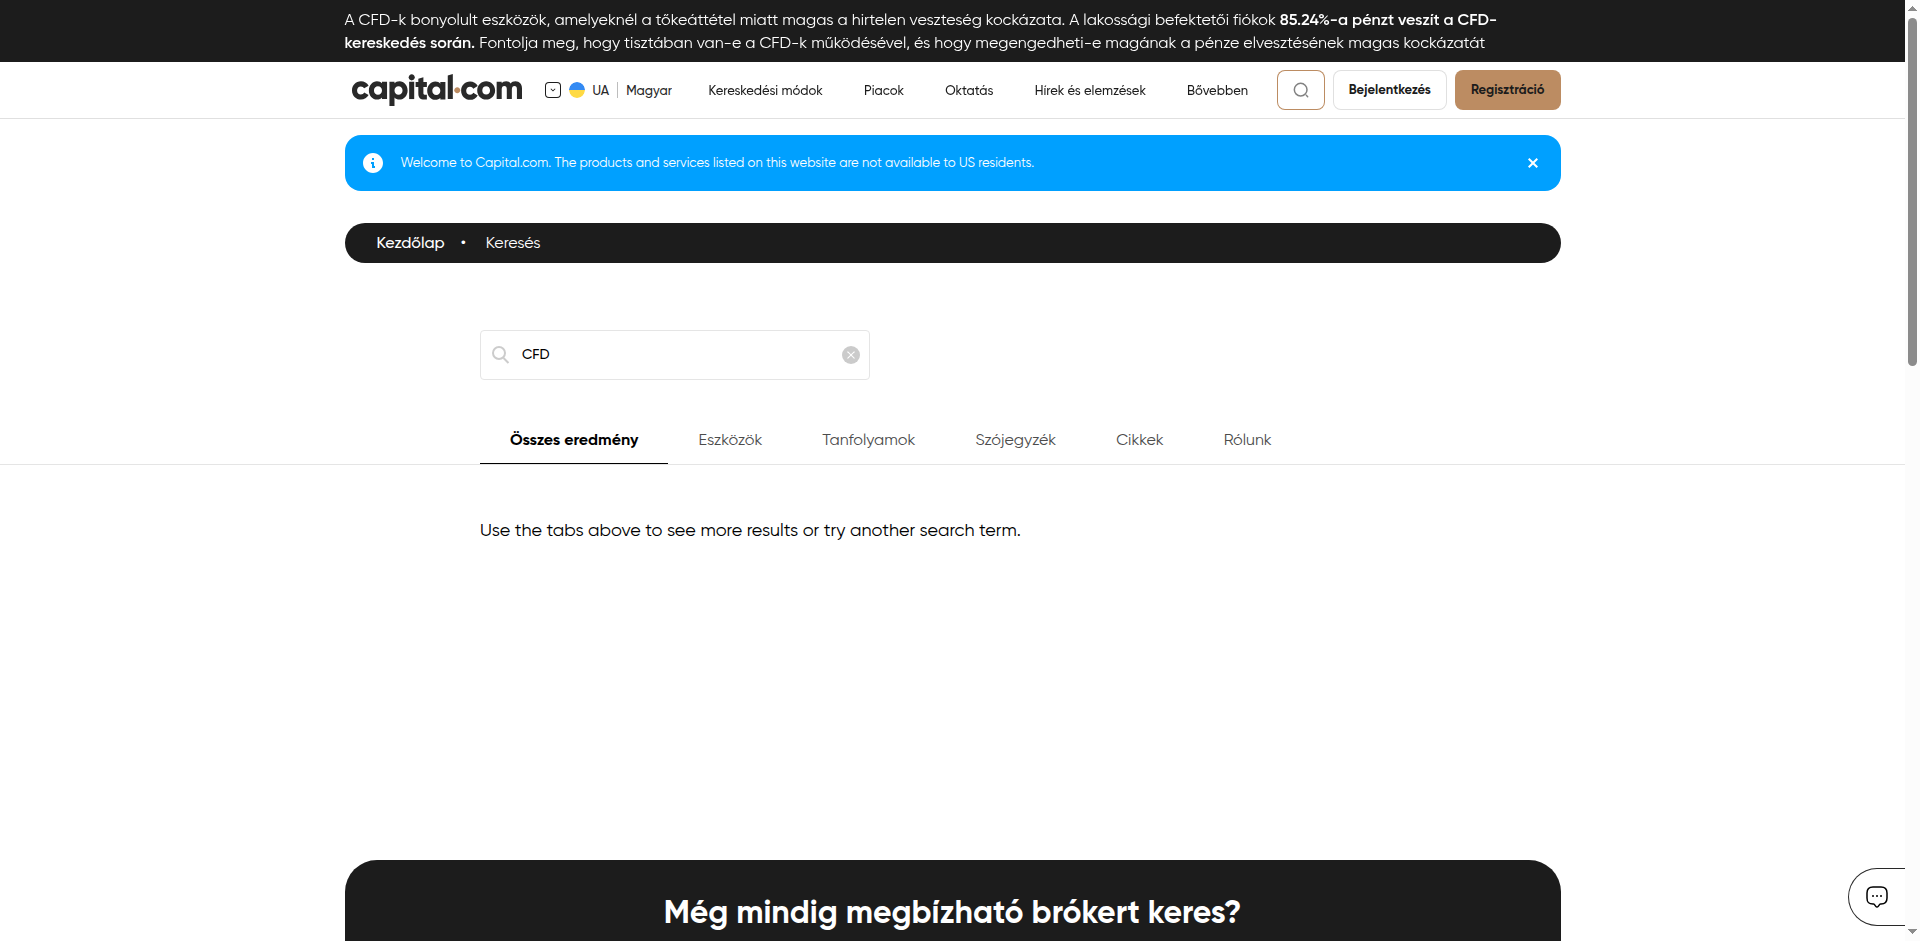 A CFD-k bonyolult eszközök, amelyeknél a tőkeáttétel miatt magas a hirtelen veszteség kockázata. A lakossági befektetői fiókok 85.24%-a pénzt veszít a CFD-
kereskedés során. Fontolja meg, hogy tisztában van-e a CFD-k működésével, és hogy megengedheti-e magának a pénze elvesztésének magas kockázatát
capital.com UA Magyar Kereskedési módok Piacok Oktatás Hírek és elemzések Bővebben Bejelentkezés Regisztráció
Welcome to Capital.com. The products and services listed on this website are not available to US residents.
Kezdőlap • Keresés
CFD
Összes eredmény Eszközök Tanfolyamok Szójegyzék Cikkek Rólunk
Use the tabs above to see more results or try another search term.
Még mindig megbízható brókert keres?